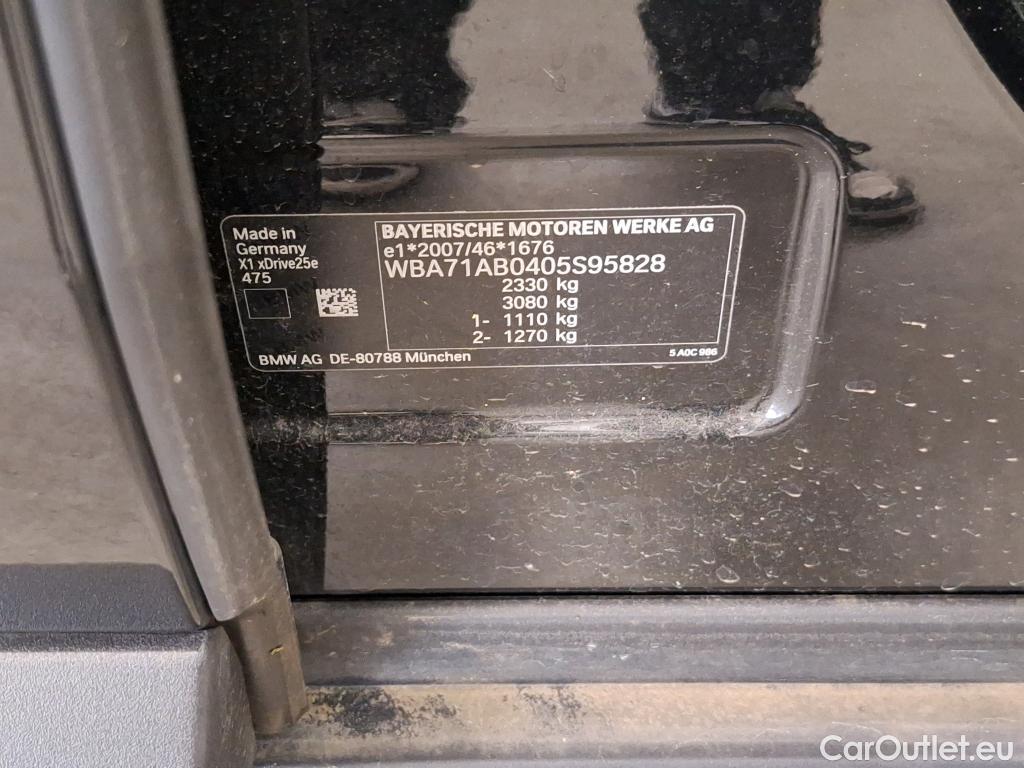 Made in
Germany
X1 xDrive25e
475
BAYERISCHE MOTOREN WERKE AG
e1*2007/46*1676
WBA71AB0405S95828
2330 kg
3080 kg
1- 1110 kg
2- 1270 kg
BMW AG DE-80788 München
5 A0C 986
CarOutlet.eu